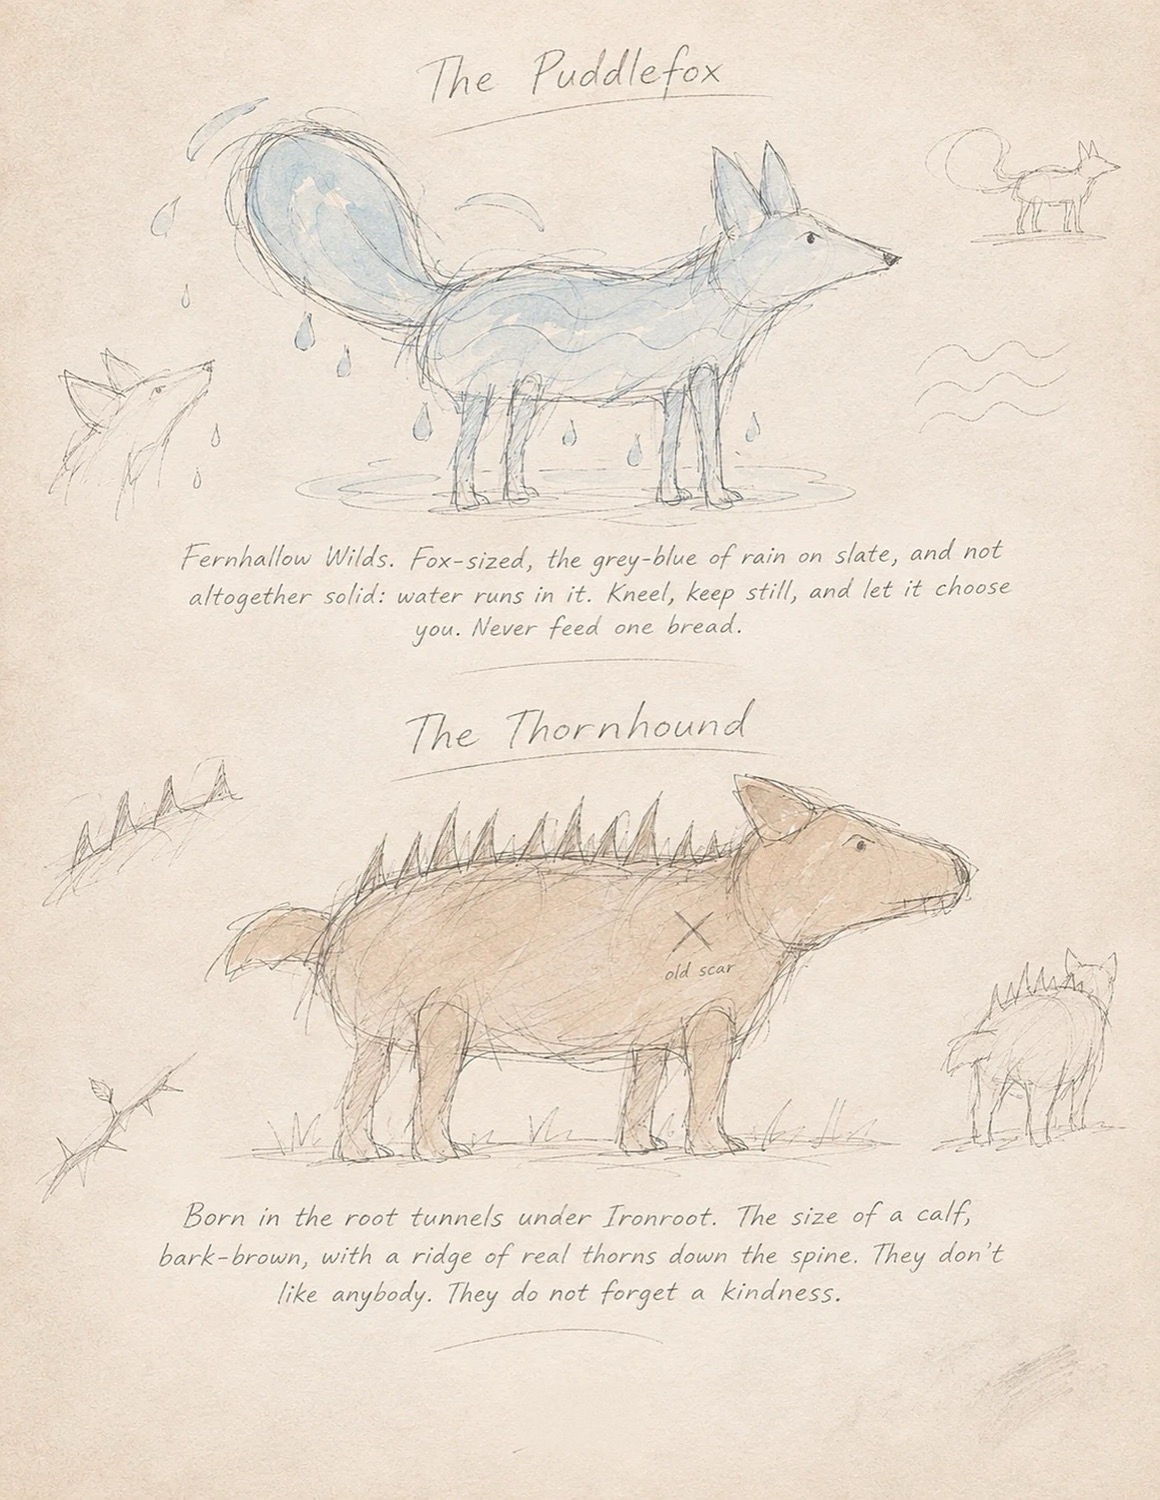 The Puddlefox
Fernhallow Wilds. Fox-sized, the grey-blue of rain on slate, and not
altogether solid: water runs in it. Kneel, keep still, and let it choose
you. Never feed one bread.
The Thornhound
old scar
Born in the root tunnels under Ironroot. The size of a calf,
bark-brown, with a ridge of real thorns down the spine. They don't
like anybody. They do not forget a kindness.